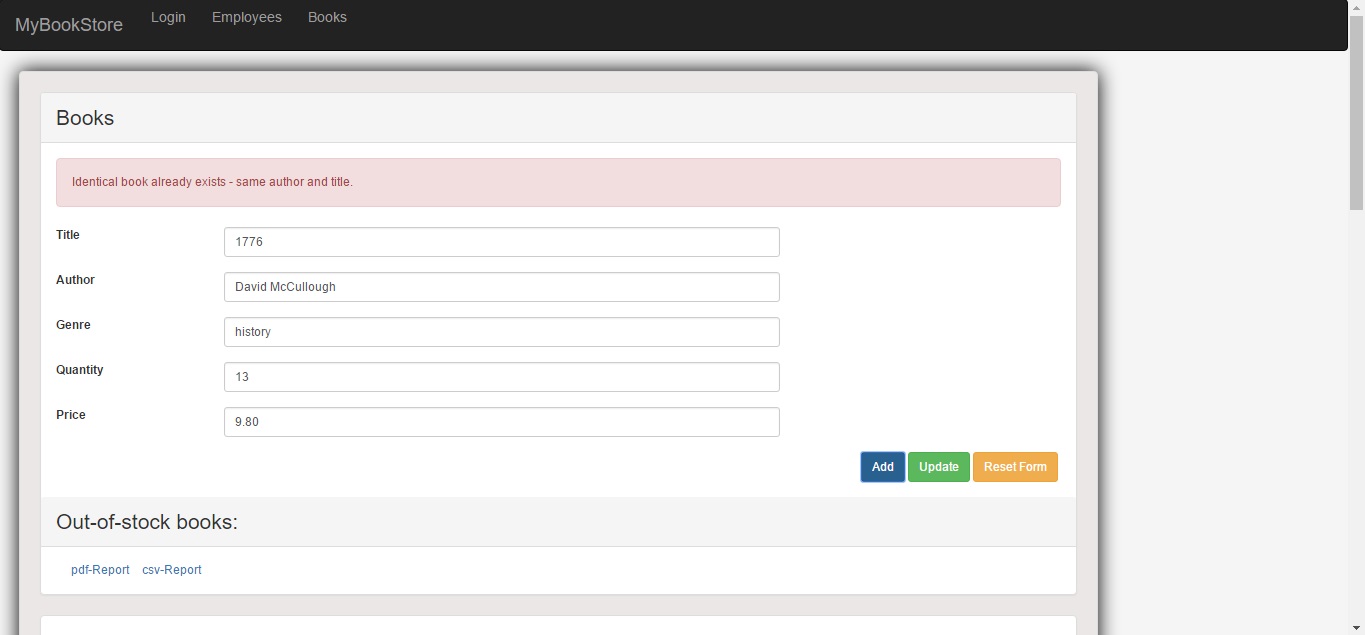 MyBookStore Login Employees Books
Books
Identical book already exists - same author and title.
Title 1776
Author David McCullough
Genre history
Quantity 13
Price 9.80
Add Update Reset Form
Out-of-stock books:
pdf-Report csv-Report